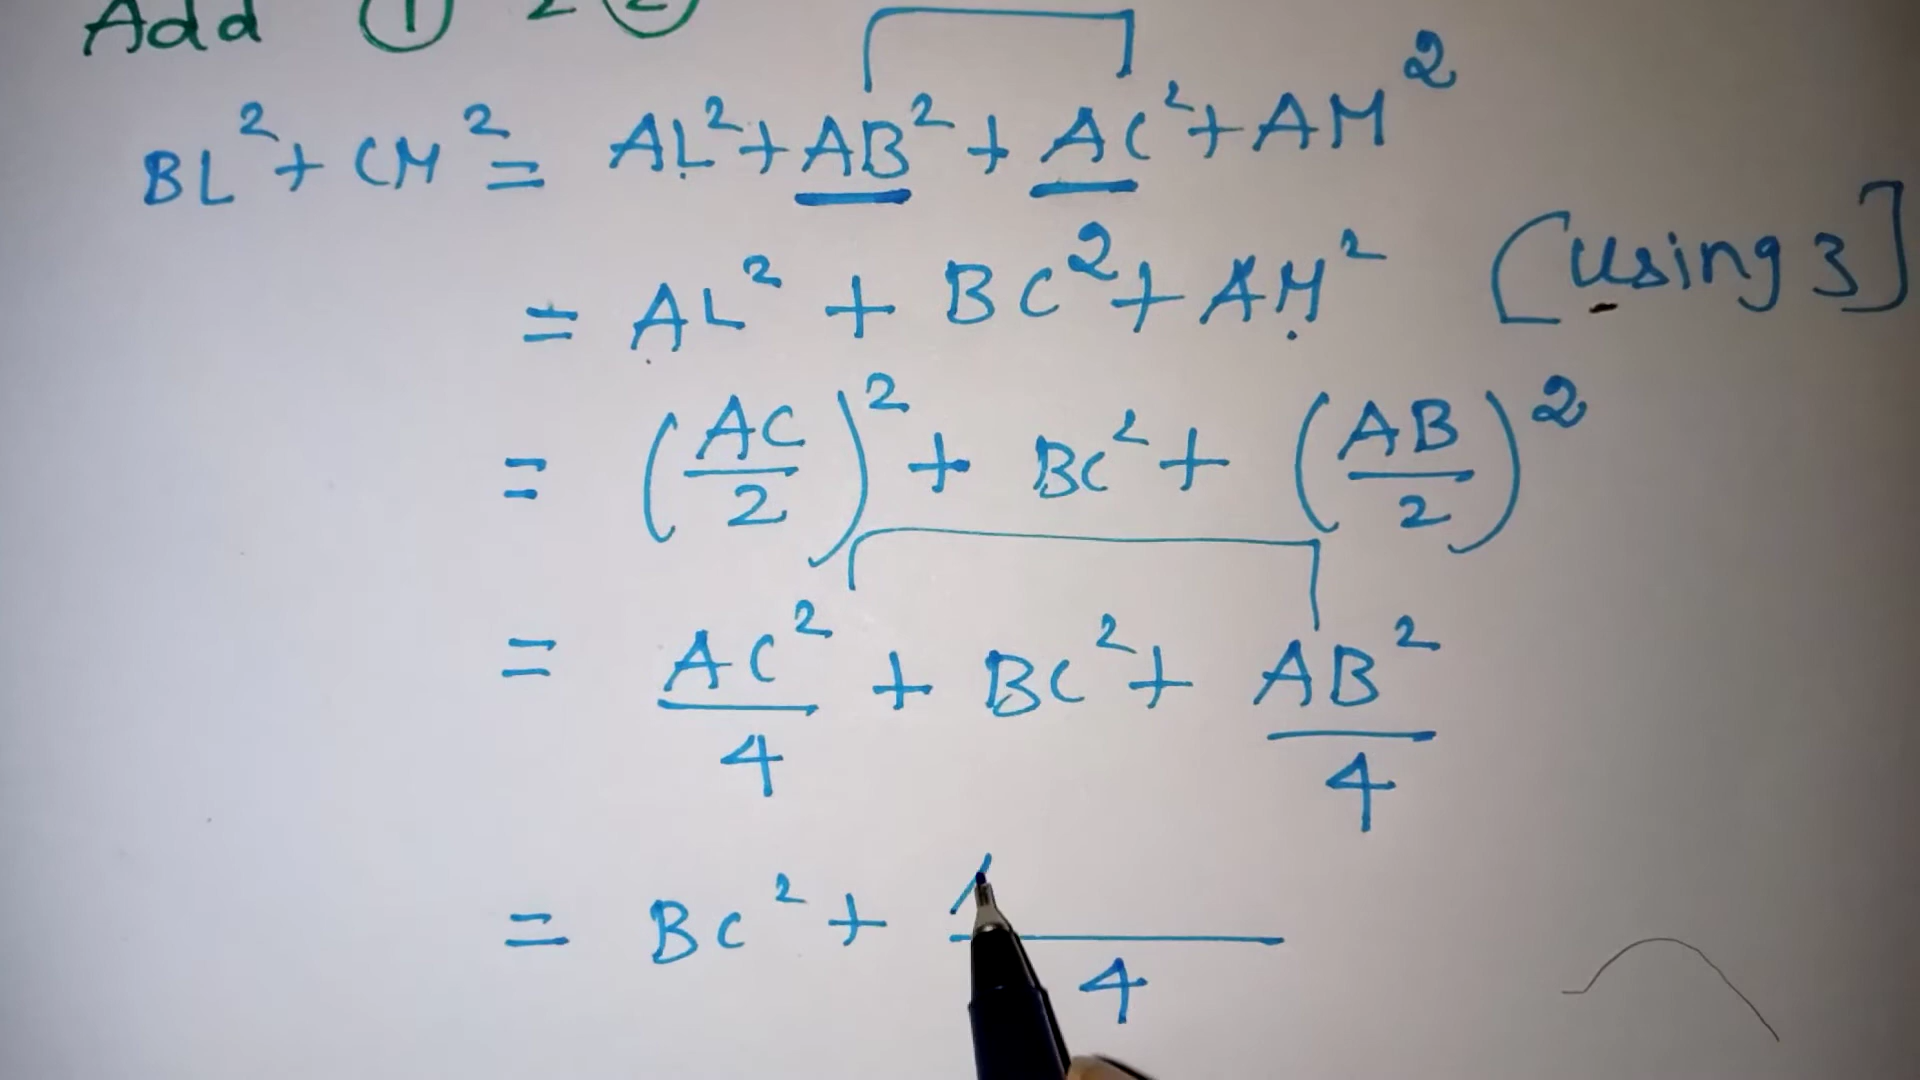 Add ① & ②
BL² + CM² = AL² + AB² + AC² + AM²
= AL² + BC² + AM² [using 3]
= (AC/2)² + BC² + (AB/2)²
= AC²/4 + BC² + AB²/4
= BC² + /4